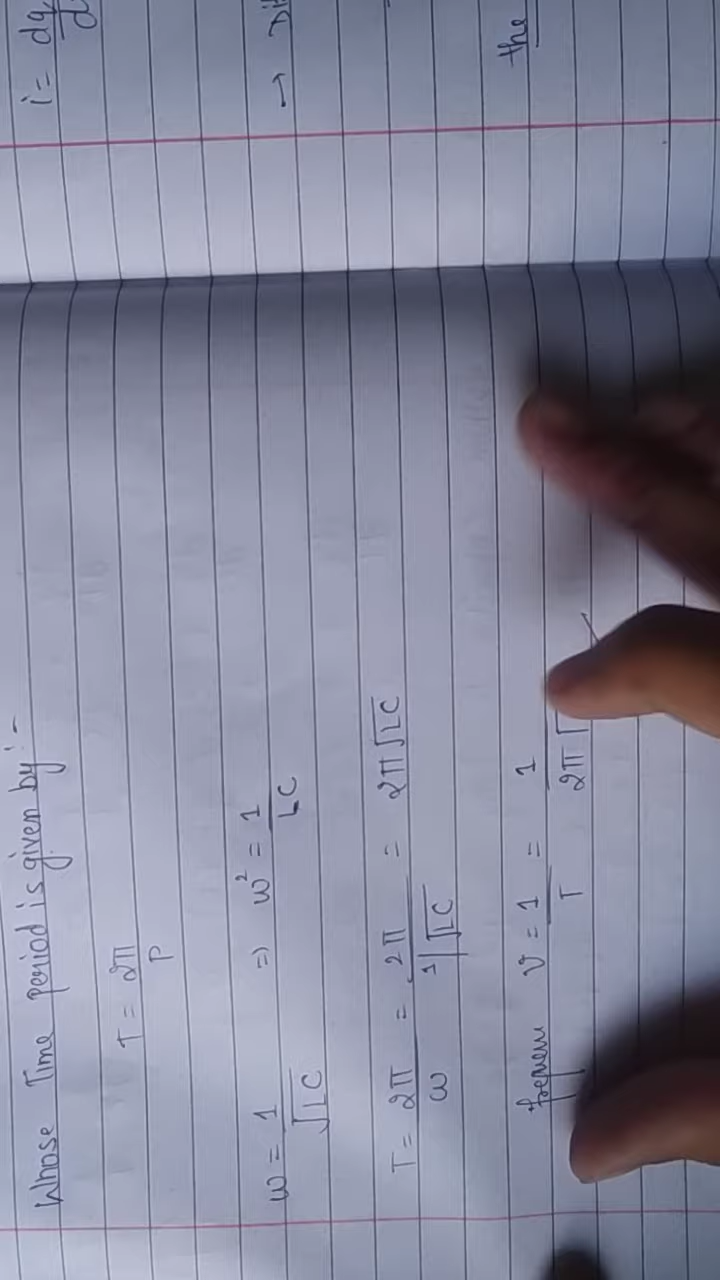 i = dq
→
the
Whose Time period is given by :-
T = 2π/P
ω = 1/√LC ⇒ ω² = 1/LC
T = 2π/ω = 2π/1/√LC = 2π√LC
ν = 1/T = 1/2π√